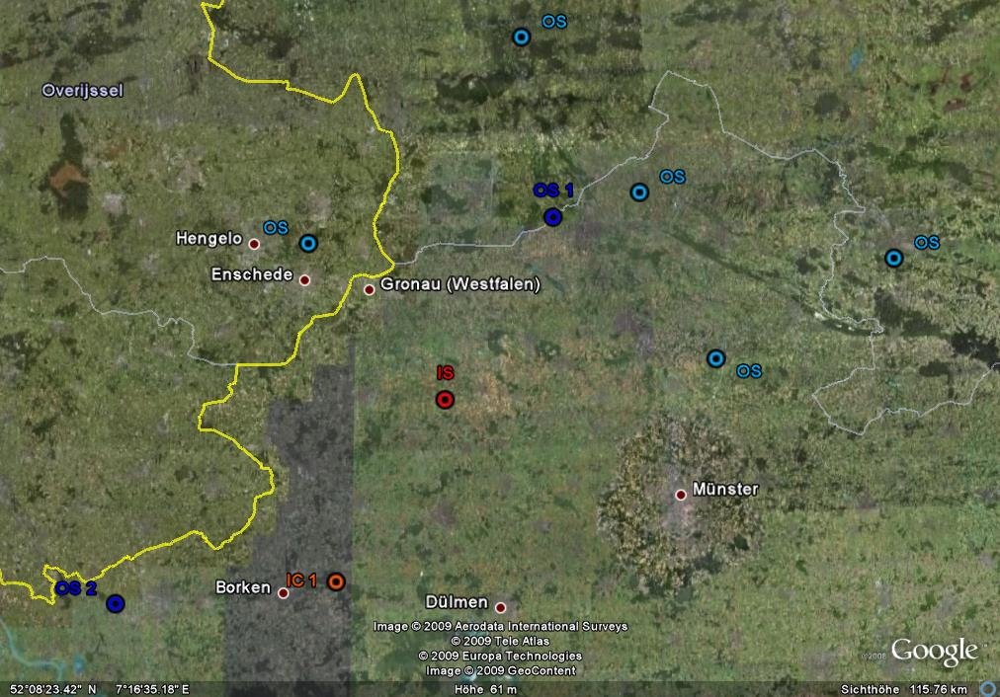 OS
Overijssel
OS
OS 1
OS
Hengelo
OS
Enschede
Gronau (Westfalen)
IS
OS
Münster
OS 2
Borken
IC 1
Dülmen
Image © 2009 Aerodata International Surveys
© 2009 Tele Atlas
© 2009 Europa Technologies
Image © 2009 GeoContent
©2008 Google™
52°08'23.42" N 7°16'35.18" E
Höhe 61 m
Sichthöhe 115.76 km